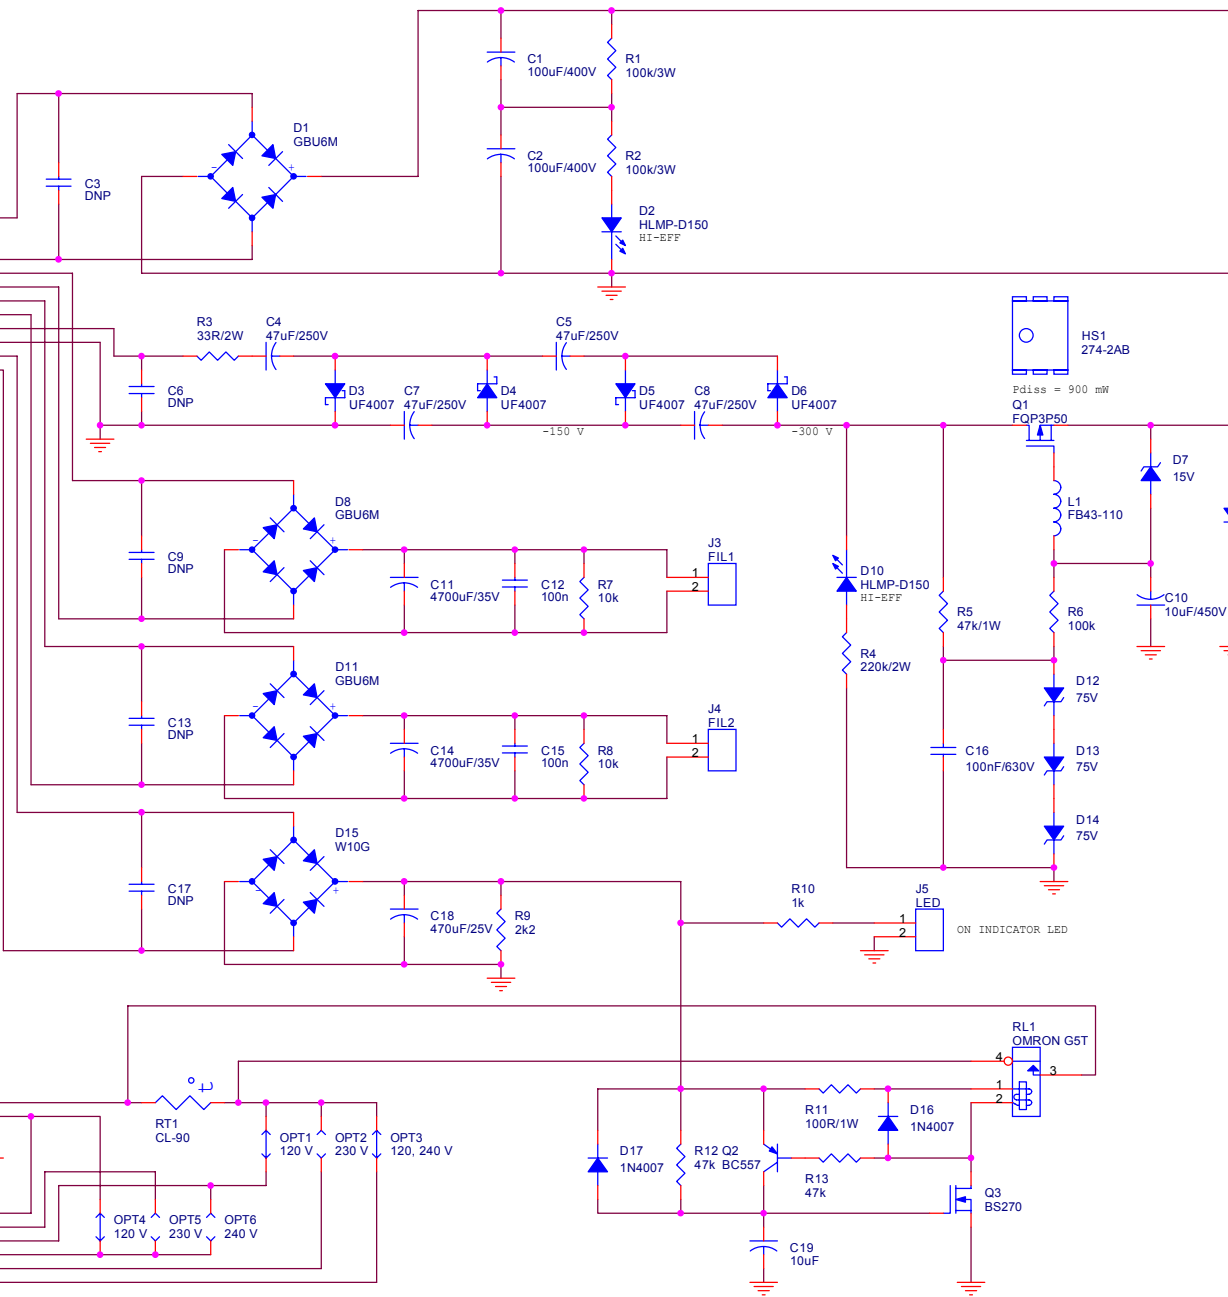 C1
100uF/400V
R1
100k/3W
D1
GBU6M
- +
C2
100uF/400V
R2
100k/3W
C3
DNP
D2
HLMP-D150
HI-EFF
R3
33R/2W
C4
47uF/250V
C5
47uF/250V
HS1
274-2AB
Pdiss = 900 mW
C6
DNP
D3
UF4007
C7
47uF/250V
D4
UF4007
D5
UF4007
C8
47uF/250V
D6
UF4007
-150 V
-300 V
Q1
FQP3P50
D7
15V
D8
GBU6M
- +
L1
FB43-110
C9
DNP
C11
4700uF/35V
C12
100n
R7
10k
J3
FIL1
1
2
D10
HLMP-D150
HI-EFF
R5
47k/1W
R6
100k
C10
10uF/450V
R4
220k/2W
D11
GBU6M
- +
C13
DNP
C14
4700uF/35V
C15
100n
R8
10k
J4
FIL2
1
2
D12
75V
C16
100nF/630V
D13
75V
D14
75V
D15
W10G
- +
C17
DNP
C18
470uF/25V
R9
2k2
R10
1k
J5
LED
1
2
ON INDICATOR LED
RL1
OMRON G5T
4
3
1
2
RT1
CL-90
OPT1
120 V
OPT2
230 V
OPT3
120, 240 V
R11
100R/1W
D16
1N4007
D17
1N4007
R12
47k
Q2
BC557
R13
47k
Q3
BS270
OPT4
120 V
OPT5
230 V
OPT6
240 V
C19
10uF